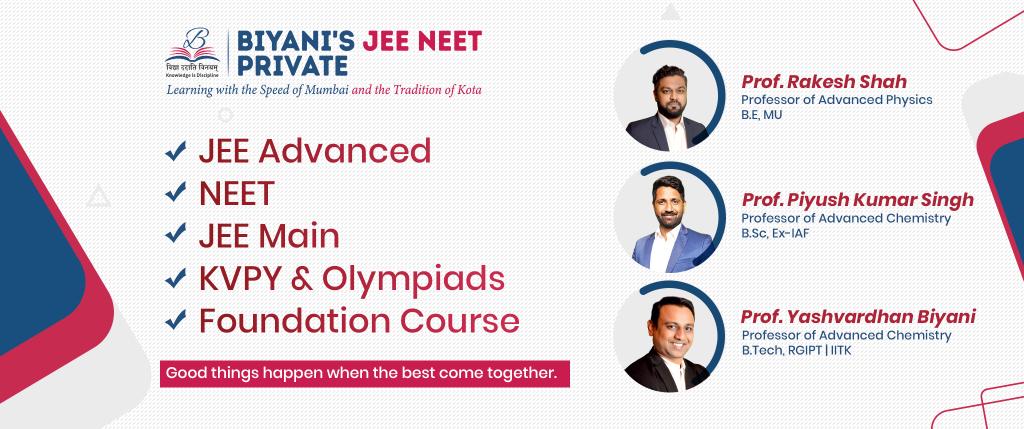 B
विद्या ददाति विनयम्
Knowledge is Discipline
BIYANI'S JEE NEET
PRIVATE
Learning with the Speed of Mumbai and the Tradition of Kota
JEE Advanced
NEET
JEE Main
KVPY & Olympiads
Foundation Course
Good things happen when the best come together.
Prof. Rakesh Shah
Professor of Advanced Physics
B.E, MU
Prof. Piyush Kumar Singh
Professor of Advanced Chemistry
B.Sc, Ex-IAF
Prof. Yashvardhan Biyani
Professor of Advanced Chemistry
B.Tech, RGIPT | IITK